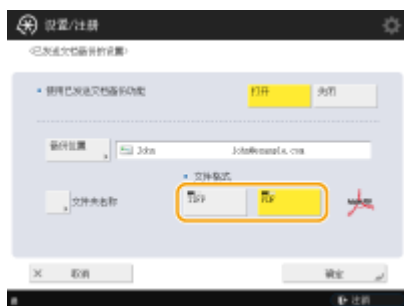 设置/注册
<已发送文档备份的设置>
使用已发送文档备份功能
打开
关闭
备份位置
John
John@example.com
文件格式
文件夹名称
TIFF
PDF
× 取消
确定
注销